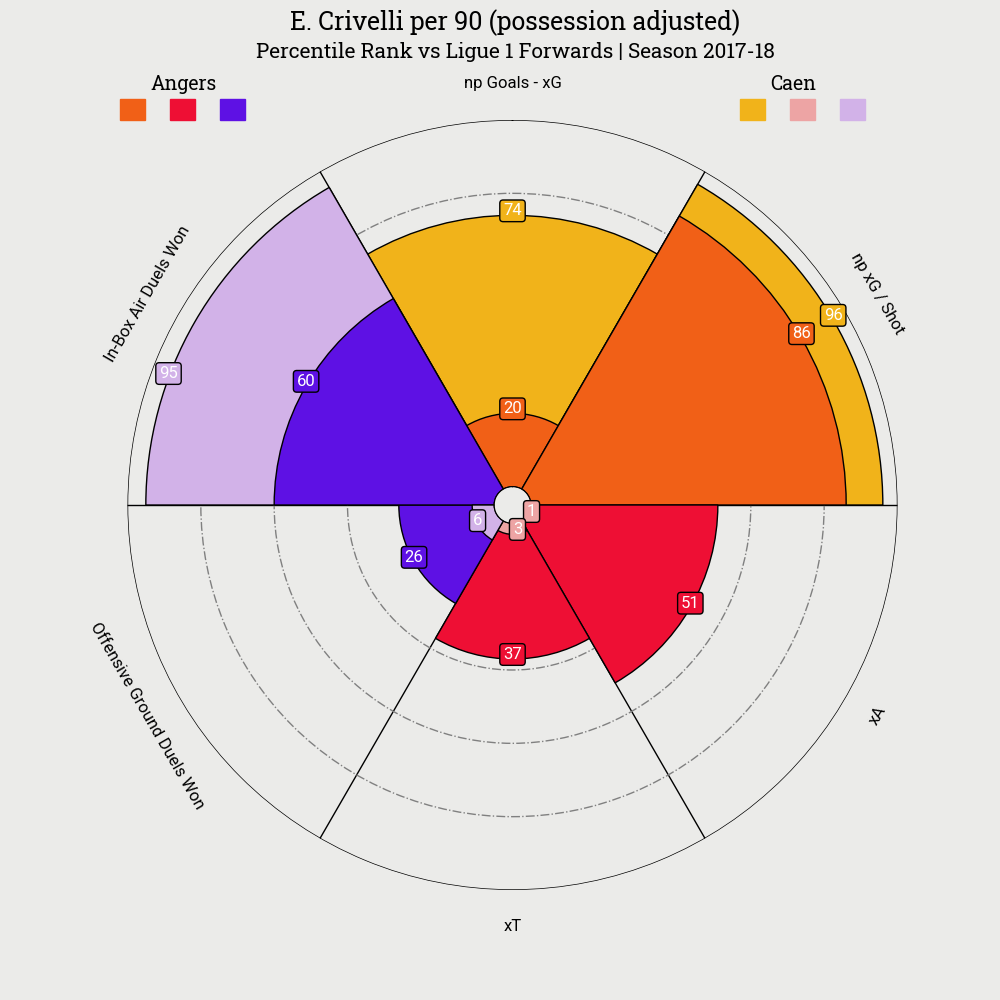 E. Crivelli per 90 (possession adjusted)
Percentile Rank vs Ligue 1 Forwards | Season 2017-18
Angers
np Goals - xG
Caen
74
In-Box Air Duels Won
np xG / Shot
96
86
95
60
20
1
6
3
26
51
37
Offensive Ground Duels Won
xA
xT